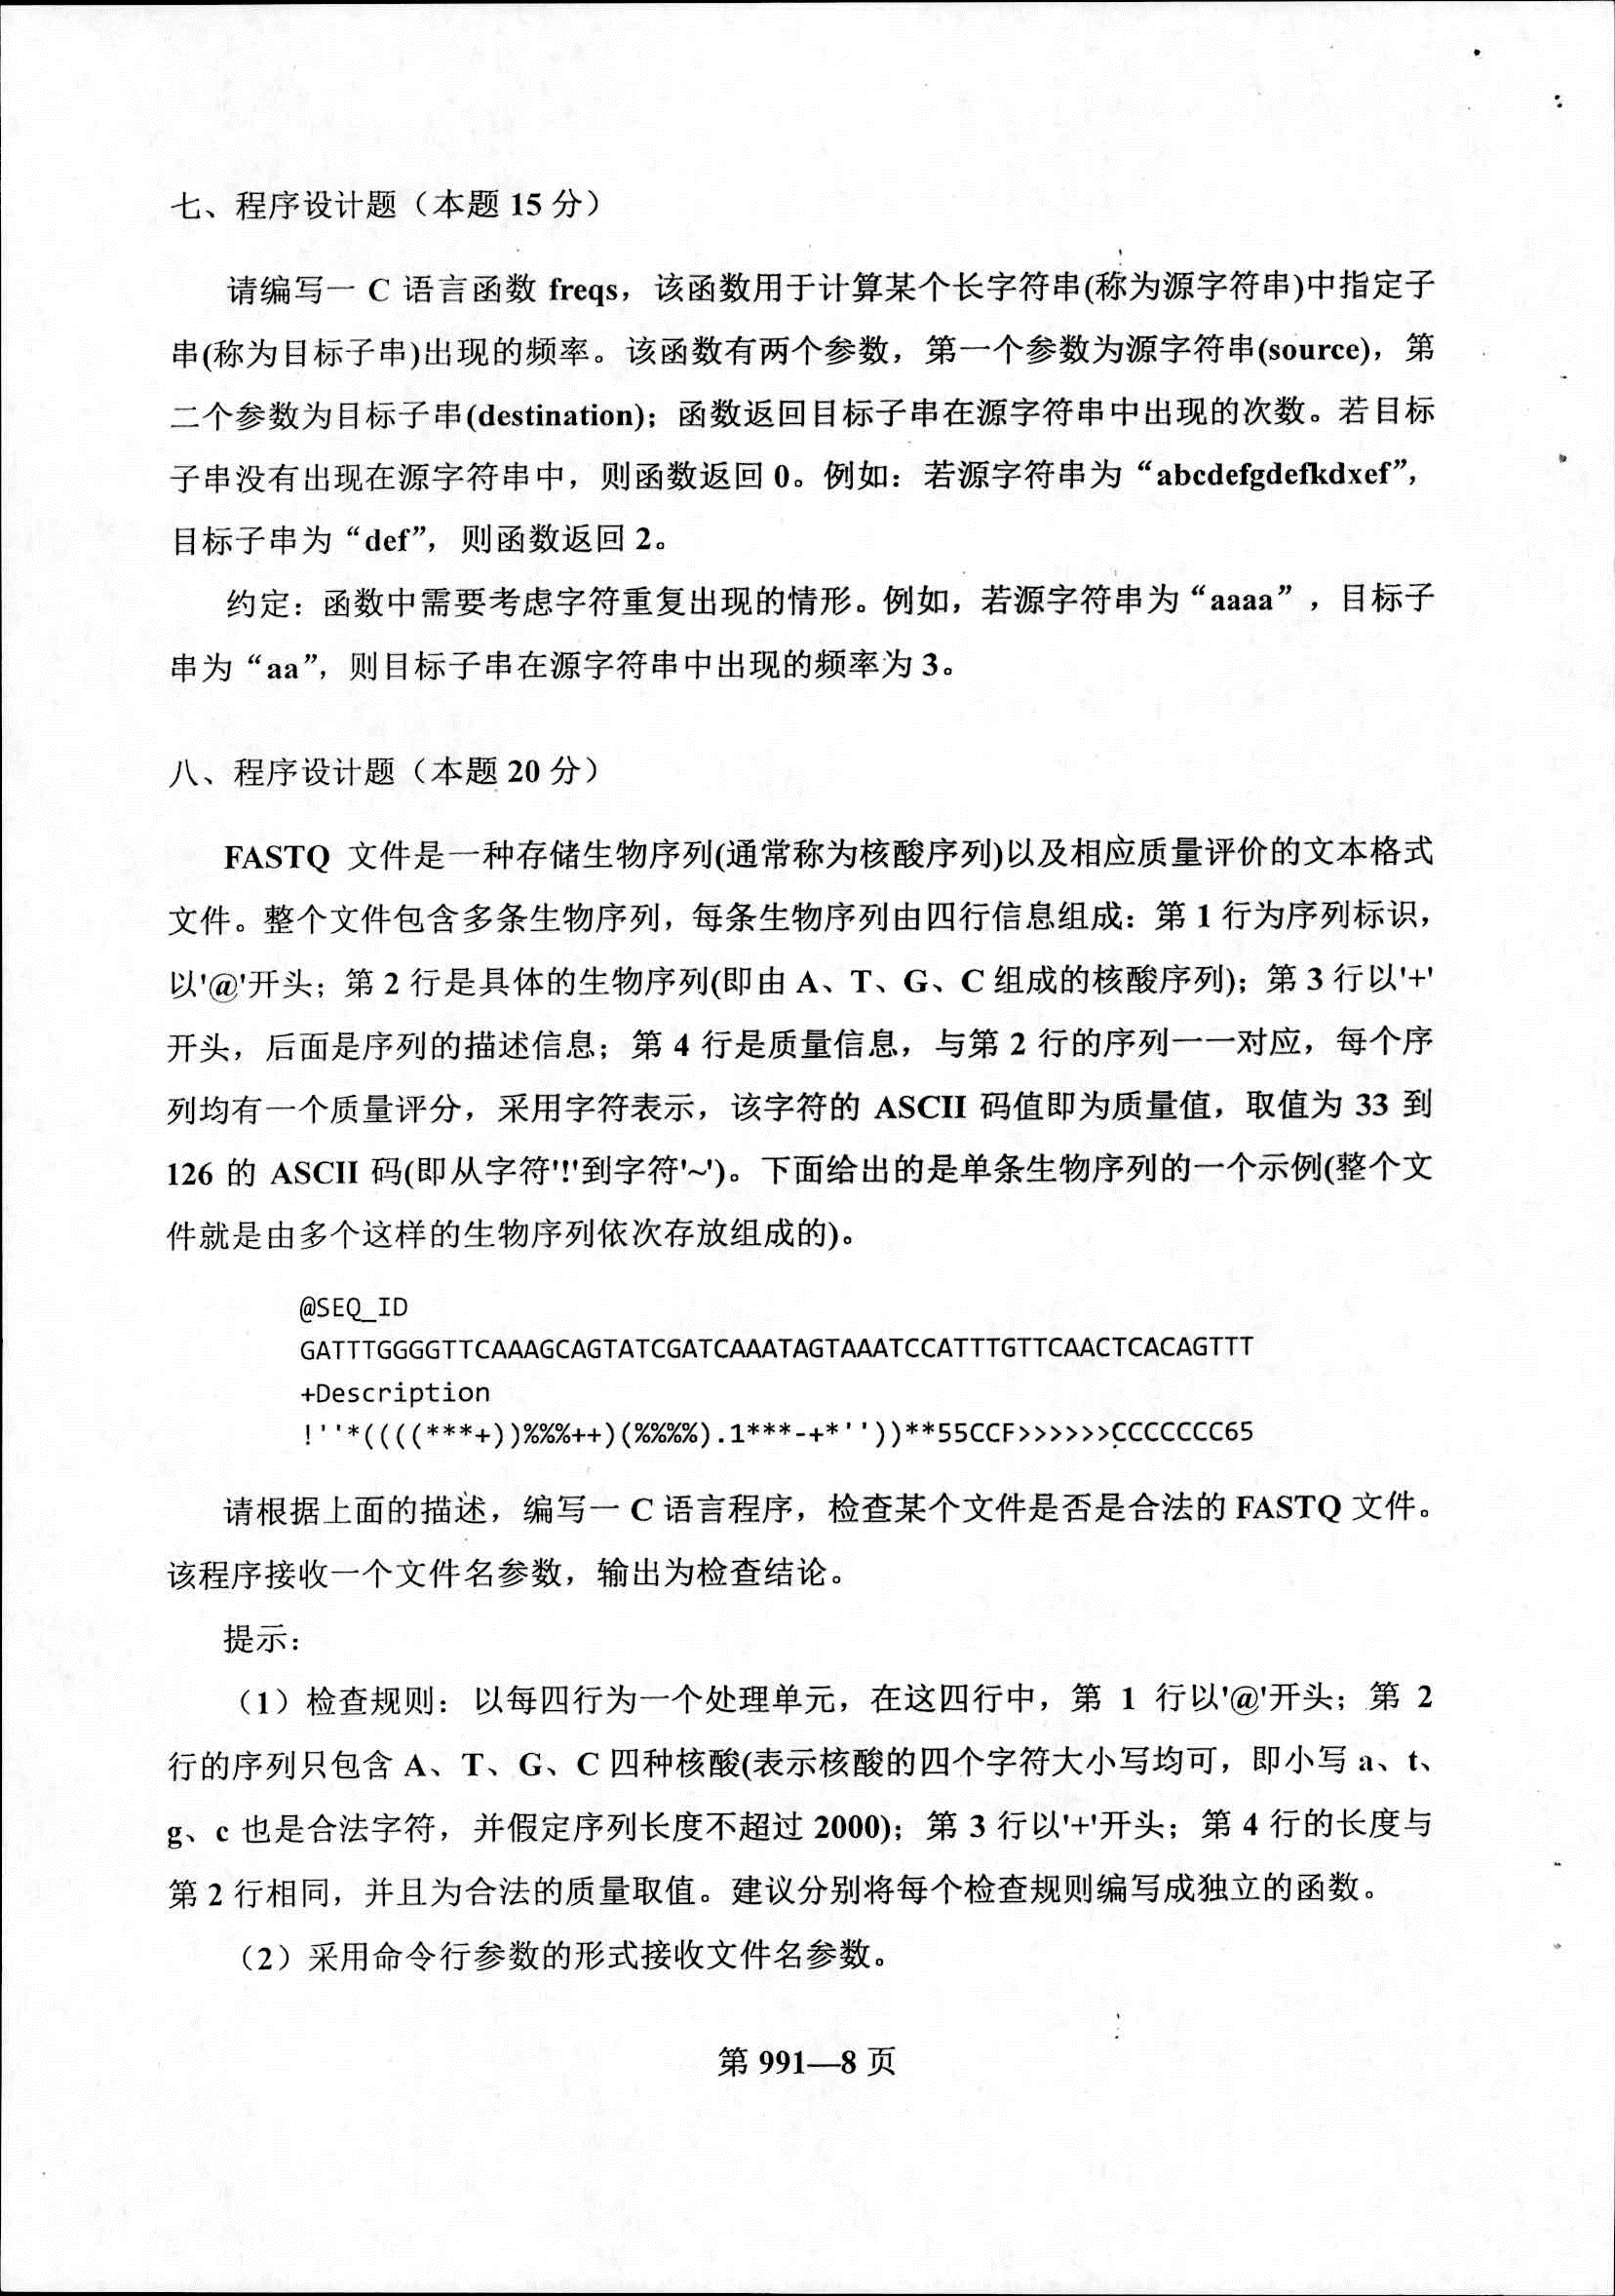 七、程序设计题（本题 15 分）
请编写一 C 语言函数 freqs，该函数用于计算某个长字符串(称为源字符串)中指定子
串(称为目标子串)出现的频率。该函数有两个参数，第一个参数为源字符串(source)，第
二个参数为目标子串(destination)；函数返回目标子串在源字符串中出现的次数。若目标
子串没有出现在源字符串中，则函数返回 0。例如：若源字符串为“abcdefgdefkdxef”，
目标子串为“def”，则函数返回 2。
约定：函数中需要考虑字符重复出现的情形。例如，若源字符串为“aaaa”，目标子
串为“aa”，则目标子串在源字符串中出现的频率为 3。
八、程序设计题（本题 20 分）
FASTQ 文件是一种存储生物序列(通常称为核酸序列)以及相应质量评价的文本格式
文件。整个文件包含多条生物序列，每条生物序列由四行信息组成：第 1 行为序列标识，
以'@'开头；第 2 行是具体的生物序列(即由 A、T、G、C 组成的核酸序列)；第 3 行以'+'
开头，后面是序列的描述信息；第 4 行是质量信息，与第 2 行的序列一一对应，每个序
列均有一个质量评分，采用字符表示，该字符的 ASCII 码值即为质量值，取值为 33 到
126 的 ASCII 码(即从字符'!'到字符'~')。下面给出的是单条生物序列的一个示例(整个文
件就是由多个这样的生物序列依次存放组成的)。
@SEQ_ID
GATTTGGGGTTCAAAGCAGTATCGATCAAATAGTAAATCCATTTGTTCAACTCACAGTTT
+Description
!''*((((***+))%%%++)(%%%%).1***-+*''))**55CCF>>>>>>CCCCCCC65
请根据上面的描述，编写一 C 语言程序，检查某个文件是否是合法的 FASTQ 文件。
该程序接收一个文件名参数，输出为检查结论。
提示：
（1）检查规则：以每四行为一个处理单元，在这四行中，第 1 行以'@'开头；第 2
行的序列只包含 A、T、G、C 四种核酸(表示核酸的四个字符大小写均可，即小写 a、t、
g、c 也是合法字符，并假定序列长度不超过 2000)；第 3 行以'+'开头；第 4 行的长度与
第 2 行相同，并且为合法的质量取值。建议分别将每个检查规则编写成独立的函数。
（2）采用命令行参数的形式接收文件名参数。
第 991—8 页